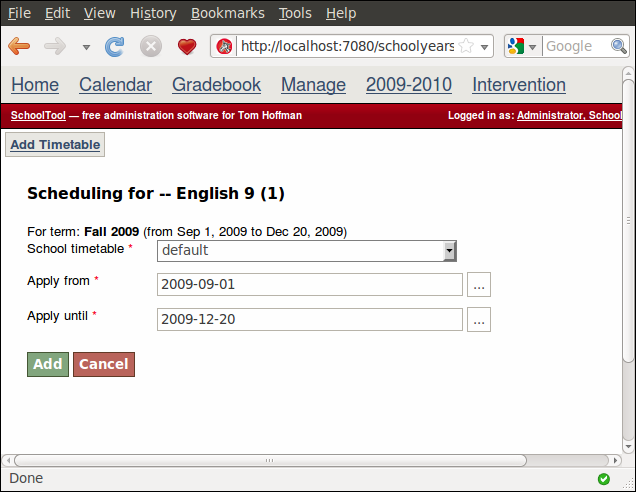 File Edit View History Bookmarks Tools Help
http://localhost:7080/schoolyears
Google
Home Calendar Gradebook Manage 2009-2010 Intervention
SchoolTool — free administration software for Tom Hoffman Logged in as: Administrator, School
Add Timetable
Scheduling for -- English 9 (1)
For term: Fall 2009 (from Sep 1, 2009 to Dec 20, 2009)
School timetable * default
Apply from * 2009-09-01 ...
Apply until * 2009-12-20 ...
Add Cancel
Done